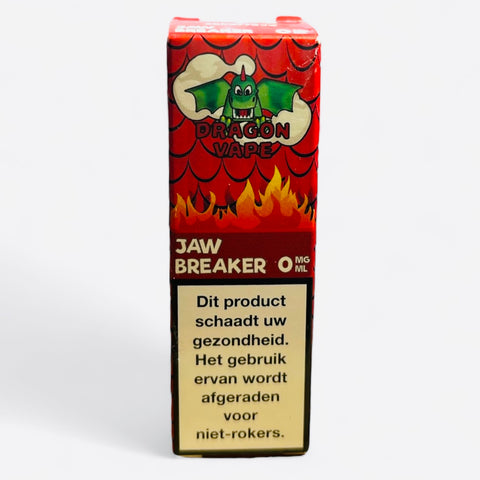 DRAGON
VAPE
JAW
BREAKER 0 MG
ML
Dit product
schaadt uw
gezondheid.
Het gebruik
ervan wordt
afgeraden
voor
niet-rokers.